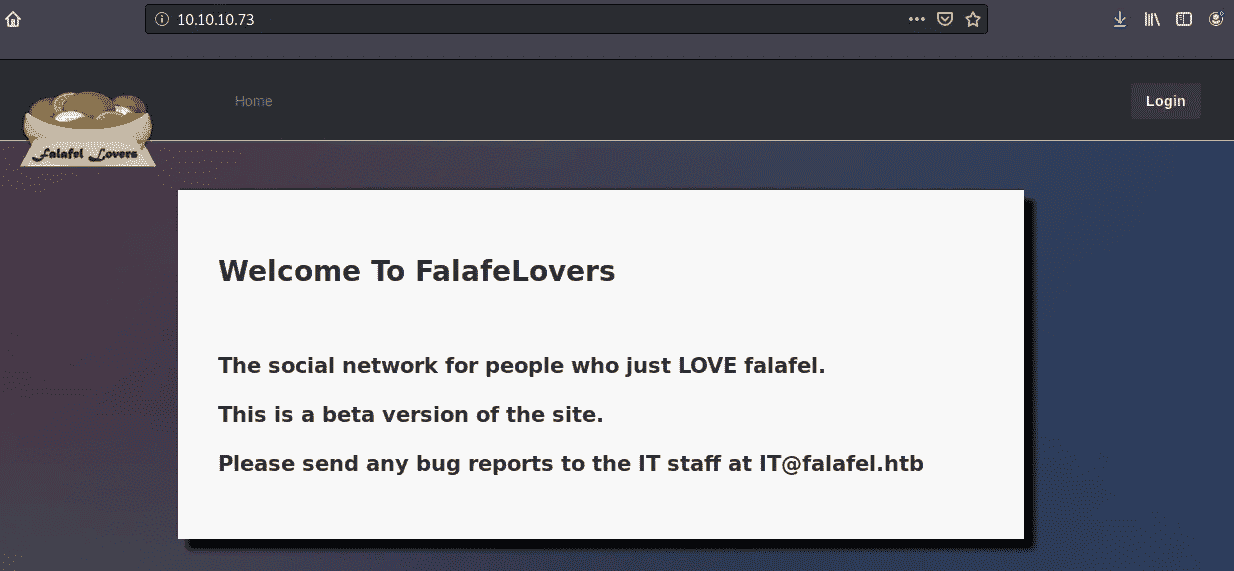 10.10.10.73
Home
Login
Falafel Lovers
Welcome To FalafeLovers
The social network for people who just LOVE falafel.
This is a beta version of the site.
Please send any bug reports to the IT staff at IT@falafel.htb